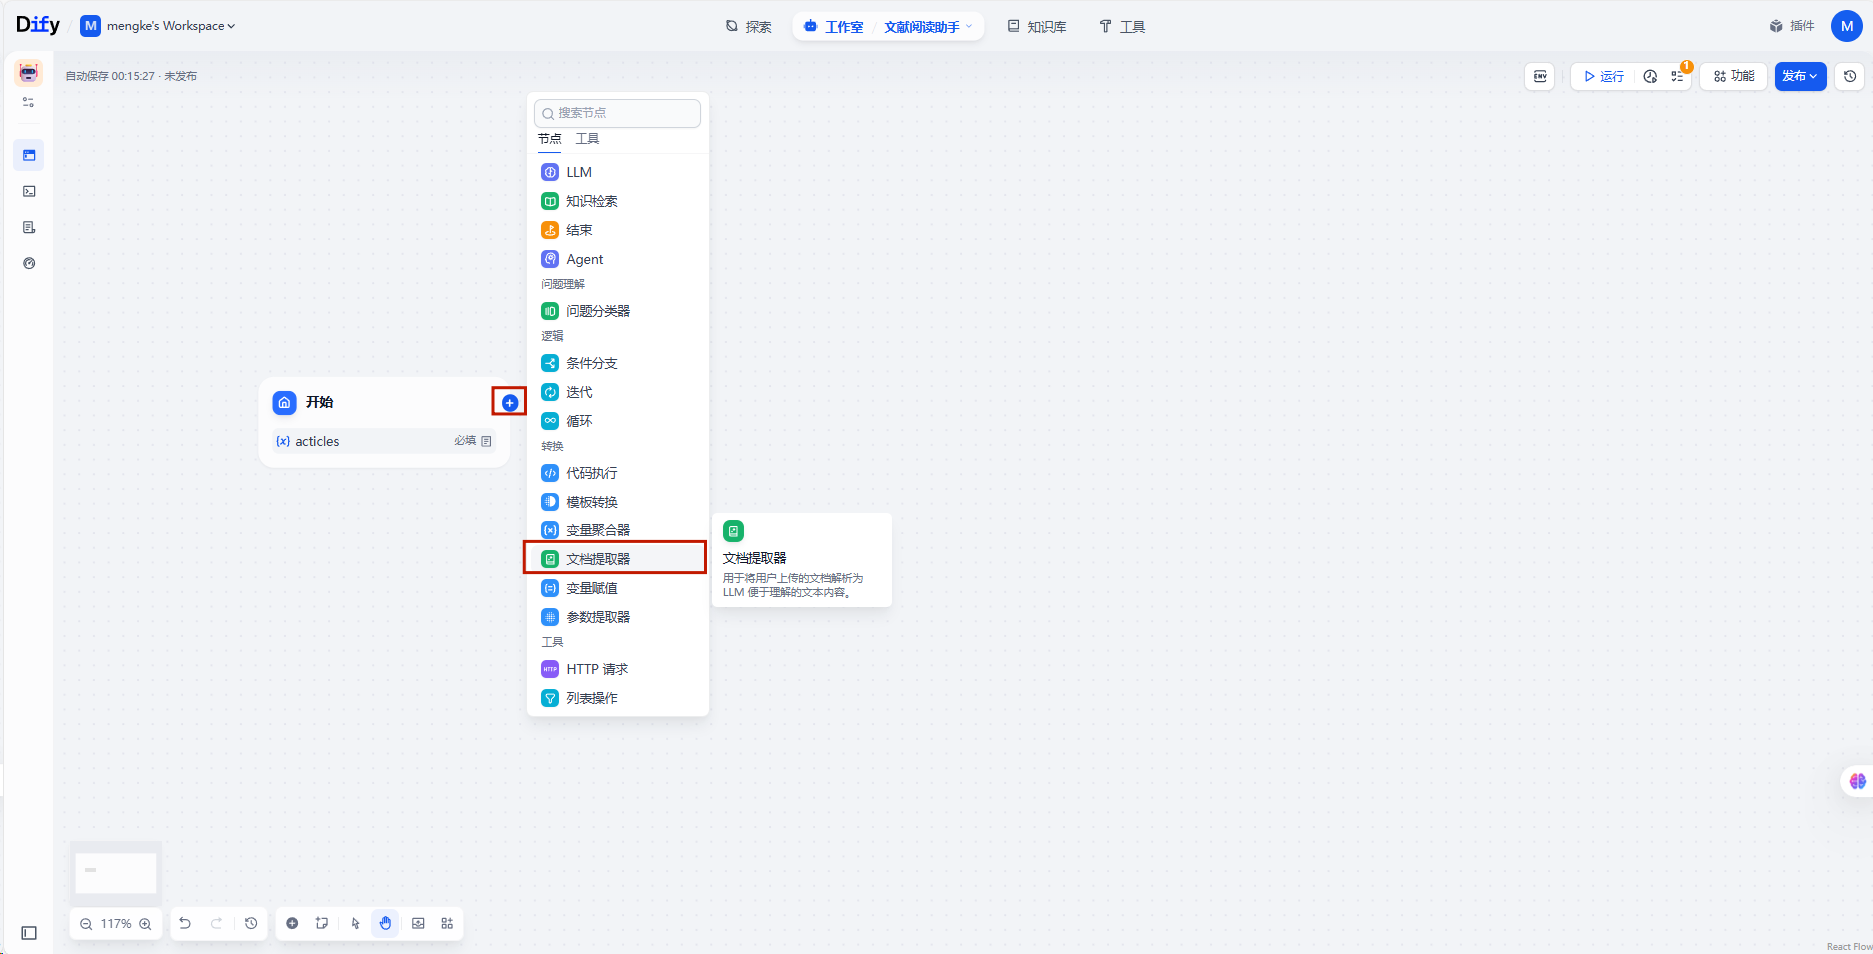 Dify
M mengke's Workspace
探索
工作室
文献阅读助手
知识库
工具
插件
M
自动保存 00:15:27 · 未发布
ENV
运行
1
功能
发布
搜索节点
节点 工具
LLM
知识检索
结束
Agent
问题理解
问题分类器
逻辑
条件分支
迭代
循环
转换
代码执行
模板转换
变量聚合器
文档提取器
变量赋值
参数提取器
工具
HTTP HTTP 请求
列表操作
开始
{x} acticles 必填
文档提取器
用于将用户上传的文档解析为
LLM 便于理解的文本内容。
117%
React Flow